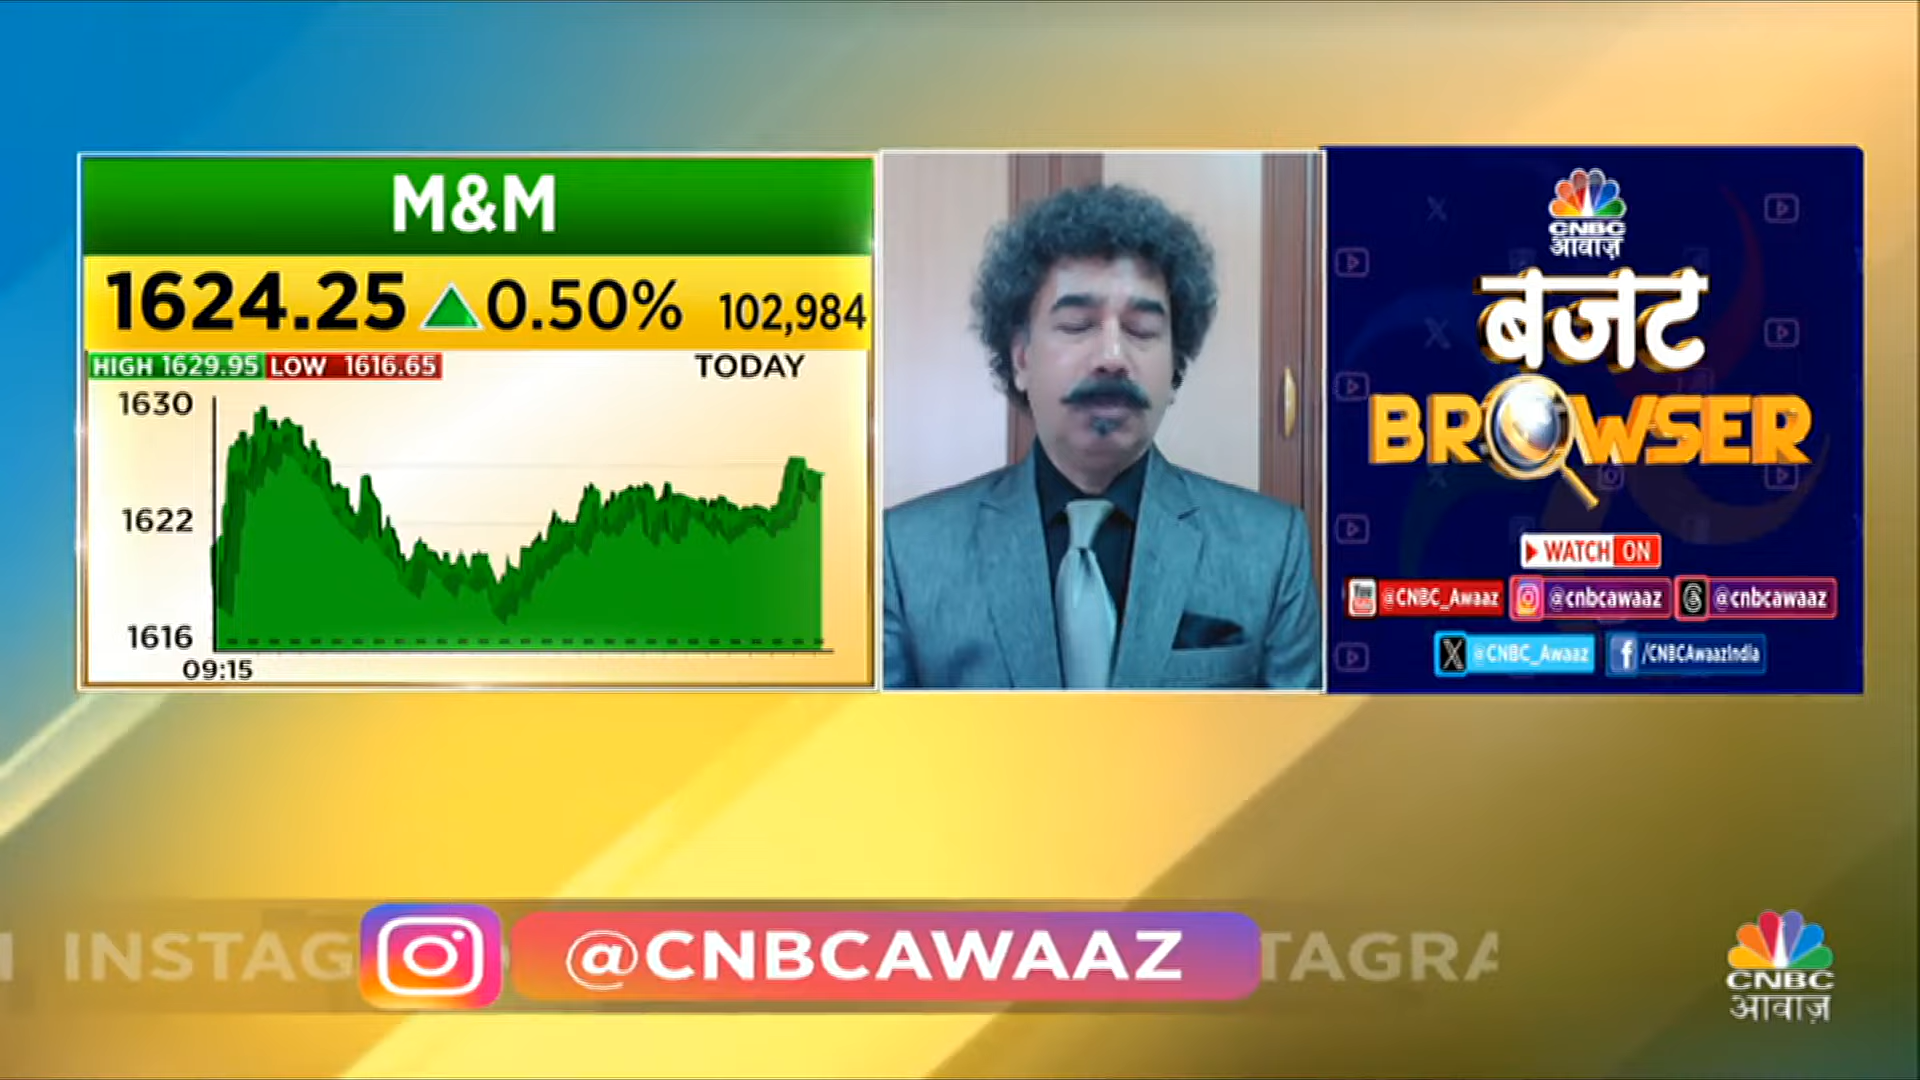 M&M
1624.25 0.50% 102,984
HIGH 1629.95 LOW 1616.65 TODAY
1630
1622
1616
09:15
CNBC
आवाज़
बजट
BROWSER
WATCH ON
You @CNBC_Awaaz @cnbcawaaz @cnbcawaaz
X @CNBC_Awaaz f /CNBCAwaazIndia
INSTAG @CNBCAWAAZ TAGRA
CNBC
आवाज़